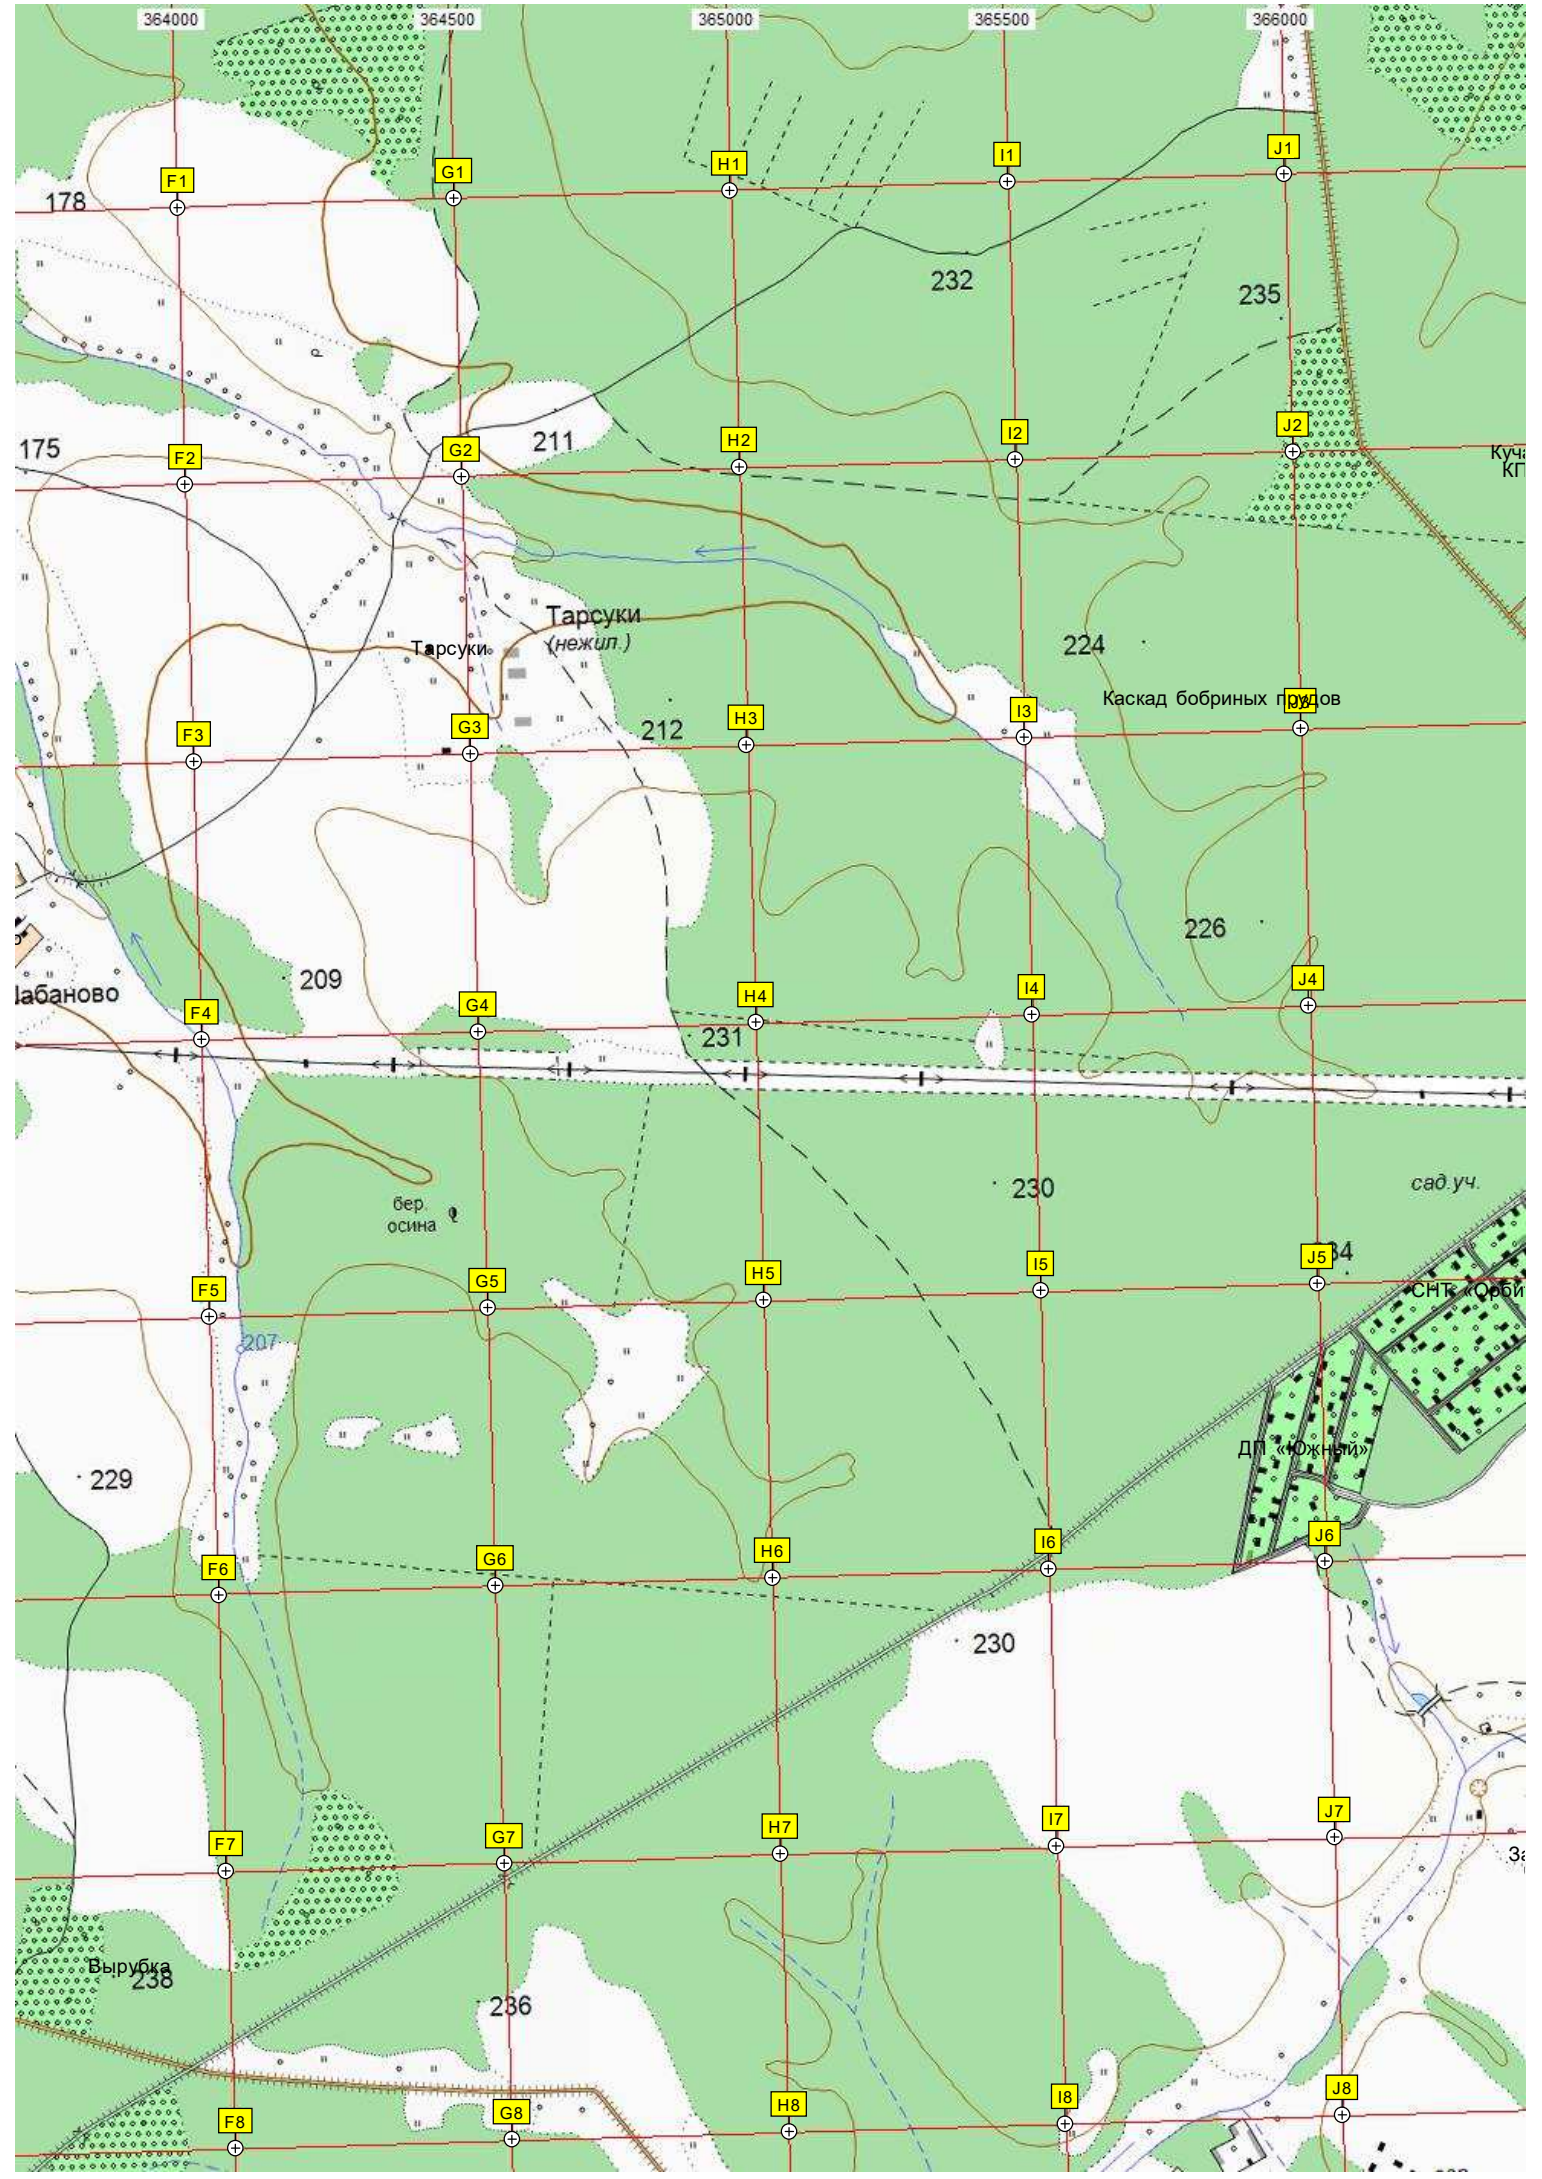 364000 364500 365000 365500 366000
F1 G1 H1 I1 J1
178
232
235
175
211
F2 G2 H2 I2 J2
Тарсуки
(нежил.)
Тарсуки
224
Каскад бобриных прудов
212
F3 G3 H3 I3
226
209
F4 G4 H4 I4 J4
231
230
сад.уч.
бер.
осина
F5 G5 H5 I5 J5
207
ДП «Южный»
229
F6 G6 H6 I6 J6
230
F7 G7 H7 I7 J7
Вырубка
238
236
F8 G8 H8 I8 J8